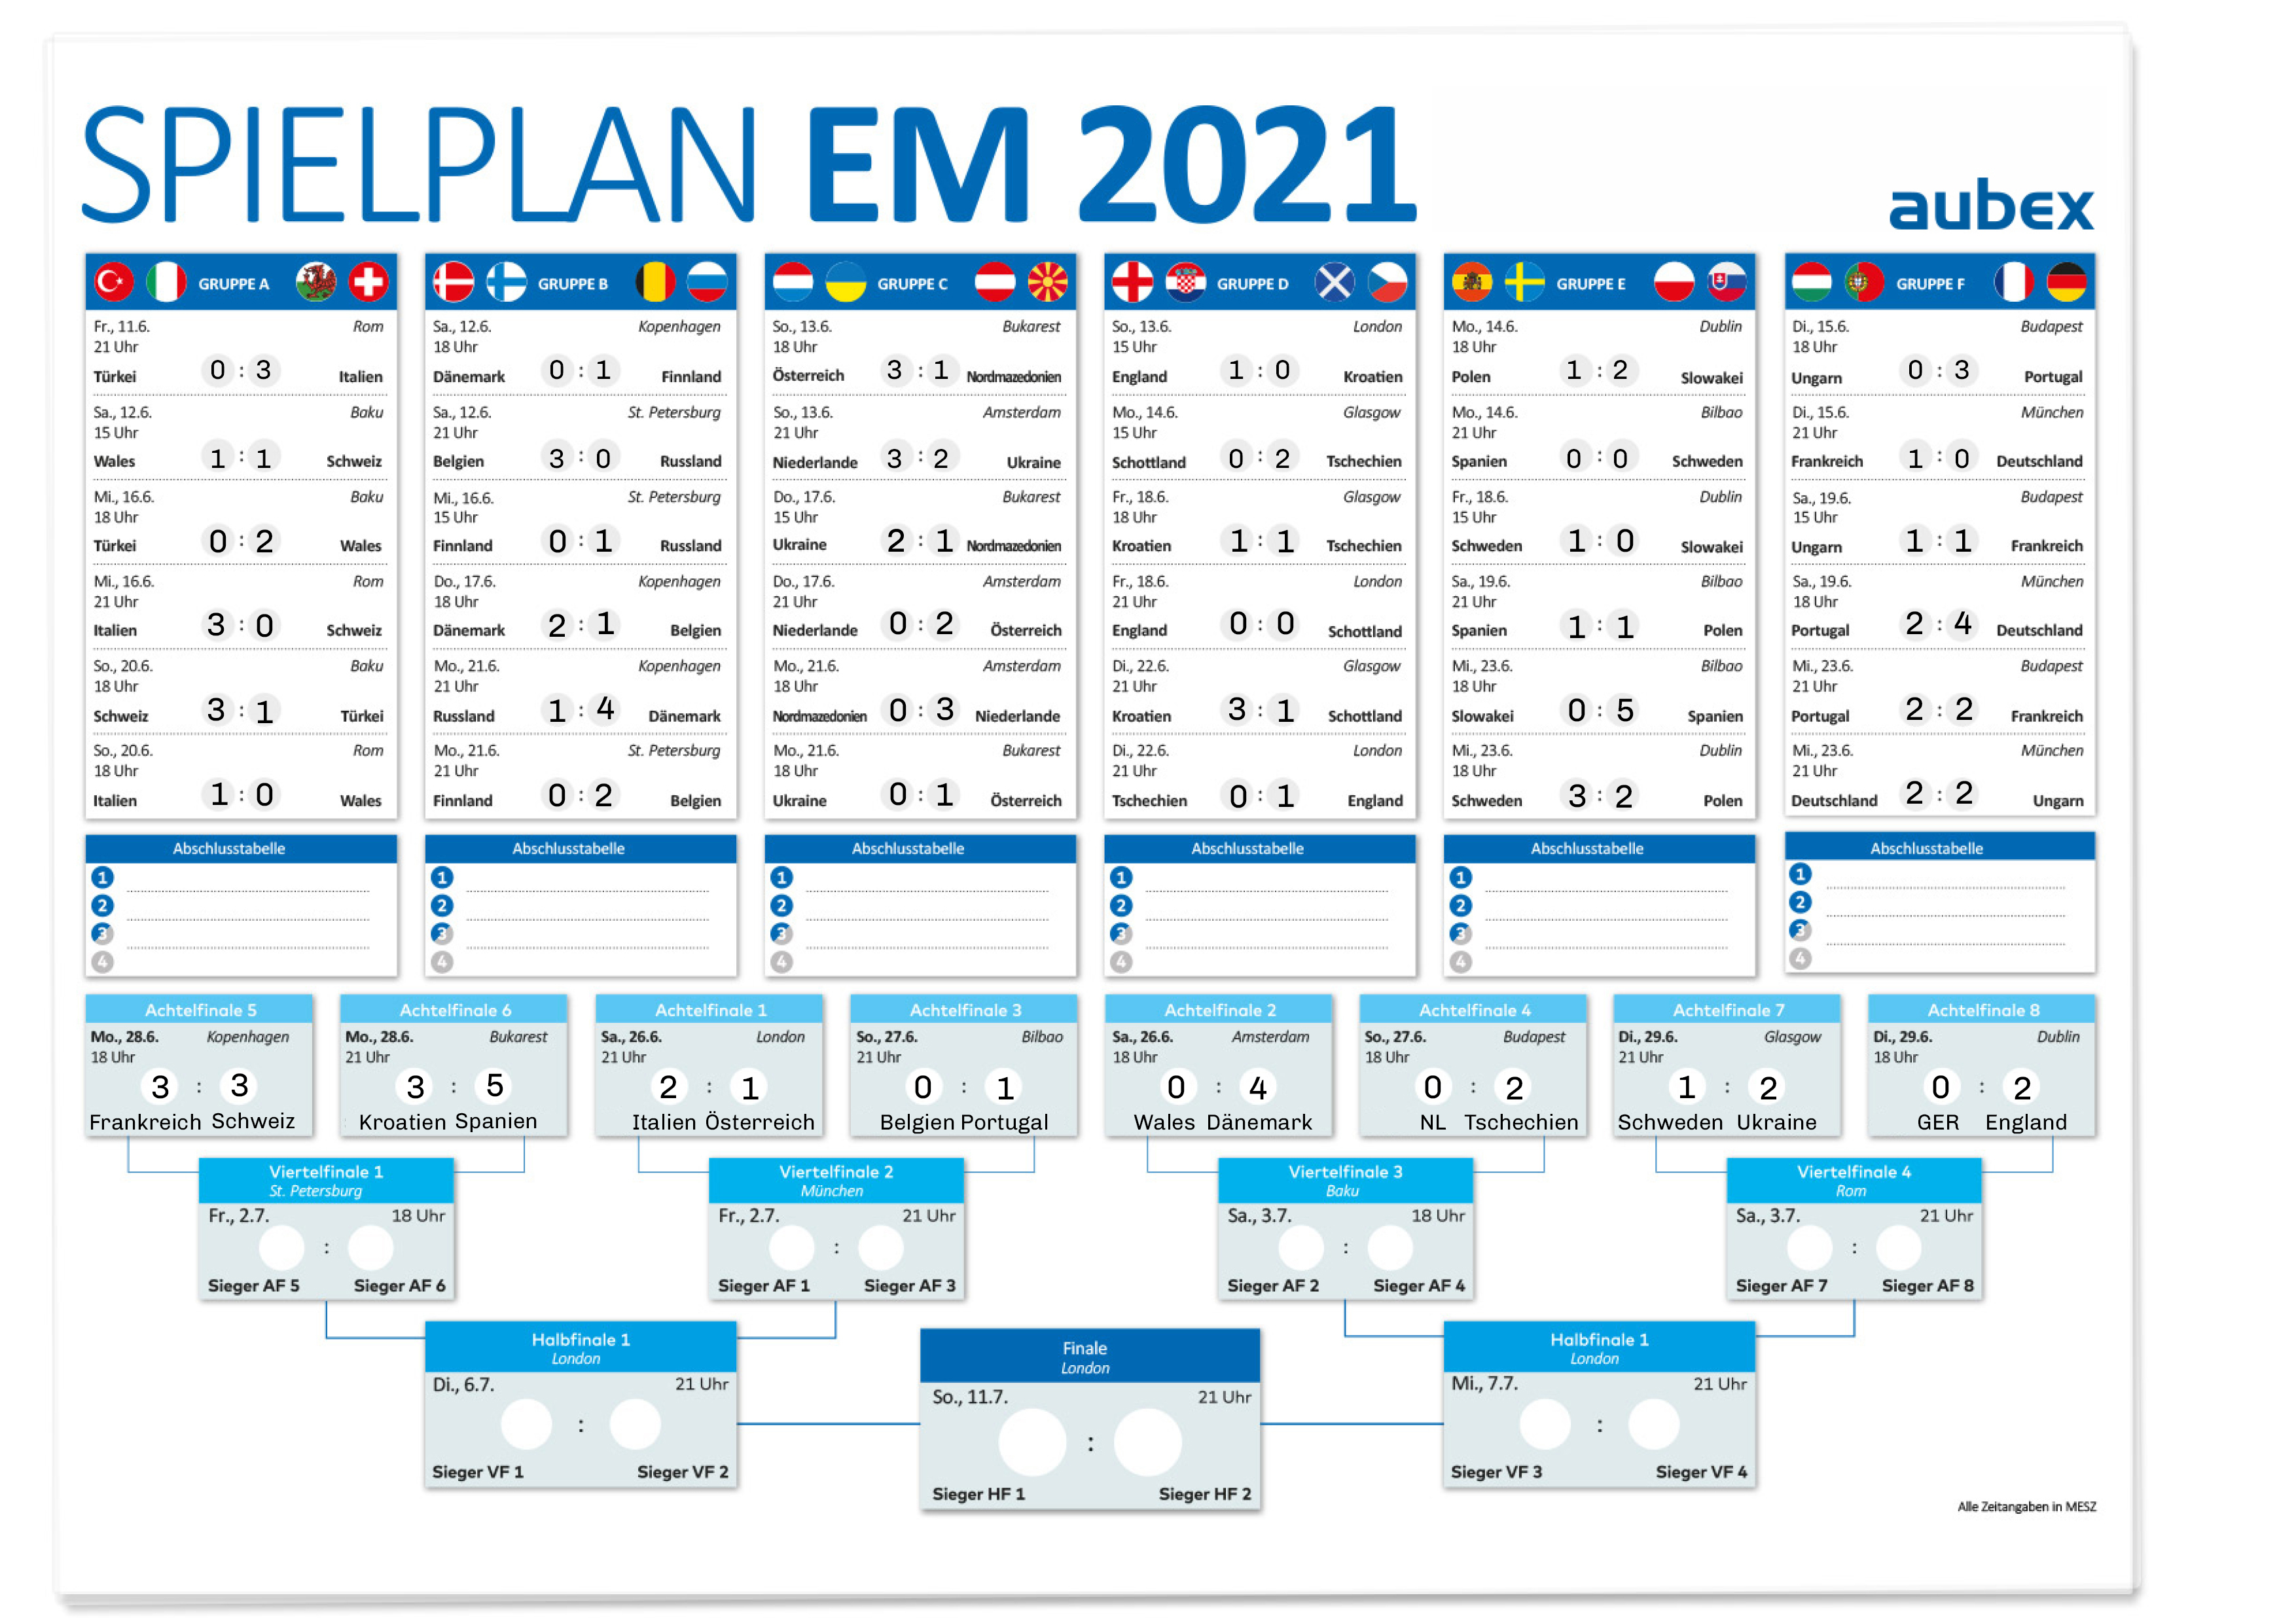 SPIELPLAN EM 2021
aubex
GRUPPE A
Fr., 11.6. Rom
21 Uhr
Türkei 0 : 3 Italien
Sa., 12.6. Baku
15 Uhr
Wales 1 : 1 Schweiz
Mi., 16.6. Baku
18 Uhr
Türkei 0 : 2 Wales
Mi., 16.6. Rom
21 Uhr
Italien 3 : 0 Schweiz
So., 20.6. Baku
18 Uhr
Schweiz 3 : 1 Türkei
So., 20.6. Rom
18 Uhr
Italien 1 : 0 Wales
GRUPPE B
Sa., 12.6. Kopenhagen
18 Uhr
Dänemark 0 : 1 Finnland
Sa., 12.6. St. Petersburg
21 Uhr
Belgien 3 : 0 Russland
Mi., 16.6. St. Petersburg
15 Uhr
Finnland 0 : 1 Russland
Do., 17.6. Kopenhagen
18 Uhr
Dänemark 2 : 1 Belgien
Mo., 21.6. Kopenhagen
21 Uhr
Russland 1 : 4 Dänemark
Mo., 21.6. St. Petersburg
21 Uhr
Finnland 0 : 2 Belgien
GRUPPE C
So., 13.6. Bukarest
18 Uhr
Österreich 3 : 1 Nordmazedonien
So., 13.6. Amsterdam
21 Uhr
Niederlande 3 : 2 Ukraine
Do., 17.6. Bukarest
15 Uhr
Ukraine 2 : 1 Nordmazedonien
Do., 17.6. Amsterdam
21 Uhr
Niederlande 0 : 2 Österreich
Mo., 21.6. Amsterdam
18 Uhr
Nordmazedonien 0 : 3 Niederlande
Mo., 21.6. Bukarest
18 Uhr
Ukraine 0 : 1 Österreich
GRUPPE D
So., 13.6. London
15 Uhr
England 1 : 0 Kroatien
Mo., 14.6. Glasgow
15 Uhr
Schottland 0 : 2 Tschechien
Fr., 18.6. Glasgow
18 Uhr
Kroatien 1 : 1 Tschechien
Fr., 18.6. London
21 Uhr
England 0 : 0 Schottland
Di., 22.6. Glasgow
21 Uhr
Kroatien 3 : 1 Schottland
Di., 22.6. London
21 Uhr
Tschechien 0 : 1 England
GRUPPE E
Mo., 14.6. Dublin
18 Uhr
Polen 1 : 2 Slowakei
Mo., 14.6. Bilbao
21 Uhr
Spanien 0 : 0 Schweden
Fr., 18.6. Dublin
15 Uhr
Schweden 1 : 0 Slowakei
Sa., 19.6. Bilbao
21 Uhr
Spanien 1 : 1 Polen
Mi., 23.6. Bilbao
18 Uhr
Slowakei 0 : 5 Spanien
Mi., 23.6. Dublin
18 Uhr
Schweden 3 : 2 Polen
GRUPPE F
Di., 15.6. Budapest
18 Uhr
Ungarn 0 : 3 Portugal
Di., 15.6. München
21 Uhr
Frankreich 1 : 0 Deutschland
Sa., 19.6. Budapest
15 Uhr
Ungarn 1 : 1 Frankreich
Sa., 19.6. München
18 Uhr
Portugal 2 : 4 Deutschland
Mi., 23.6. Budapest
21 Uhr
Portugal 2 : 2 Frankreich
Mi., 23.6. München
21 Uhr
Deutschland 2 : 2 Ungarn
Abschlusstabelle
1
2
3
4
Abschlusstabelle
1
2
3
4
Abschlusstabelle
1
2
3
4
Abschlusstabelle
1
2
3
4
Abschlusstabelle
1
2
3
4
Abschlusstabelle
1
2
3
4
Achtelfinale 5
Mo., 28.6. Kopenhagen
18 Uhr
3 : 3
Frankreich Schweiz
Achtelfinale 6
Mo., 28.6. Bukarest
21 Uhr
3 : 5
Kroatien Spanien
Achtelfinale 1
Sa., 26.6. London
21 Uhr
2 : 1
Italien Österreich
Achtelfinale 3
So., 27.6. Bilbao
21 Uhr
0 : 1
Belgien Portugal
Achtelfinale 2
Sa., 26.6. Amsterdam
18 Uhr
0 : 4
Wales Dänemark
Achtelfinale 4
So., 27.6. Budapest
18 Uhr
0 : 2
NL Tschechien
Achtelfinale 7
Di., 29.6. Glasgow
21 Uhr
1 : 2
Schweden Ukraine
Achtelfinale 8
Di., 29.6. Dublin
18 Uhr
0 : 2
GER England
Viertelfinale 1
St. Petersburg
Fr., 2.7. 18 Uhr
:
Sieger AF 5 Sieger AF 6
Viertelfinale 2
München
Fr., 2.7. 21 Uhr
:
Sieger AF 1 Sieger AF 3
Viertelfinale 3
Baku
Sa., 3.7. 18 Uhr
:
Sieger AF 2 Sieger AF 4
Viertelfinale 4
Rom
Sa., 3.7. 21 Uhr
:
Sieger AF 7 Sieger AF 8
Halbfinale 1
London
Di., 6.7. 21 Uhr
:
Sieger VF 1 Sieger VF 2
Finale
London
So., 11.7. 21 Uhr
:
Sieger HF 1 Sieger HF 2
Halbfinale 1
London
Mi., 7.7. 21 Uhr
:
Sieger VF 3 Sieger VF 4
Alle Zeitangaben in MESZ